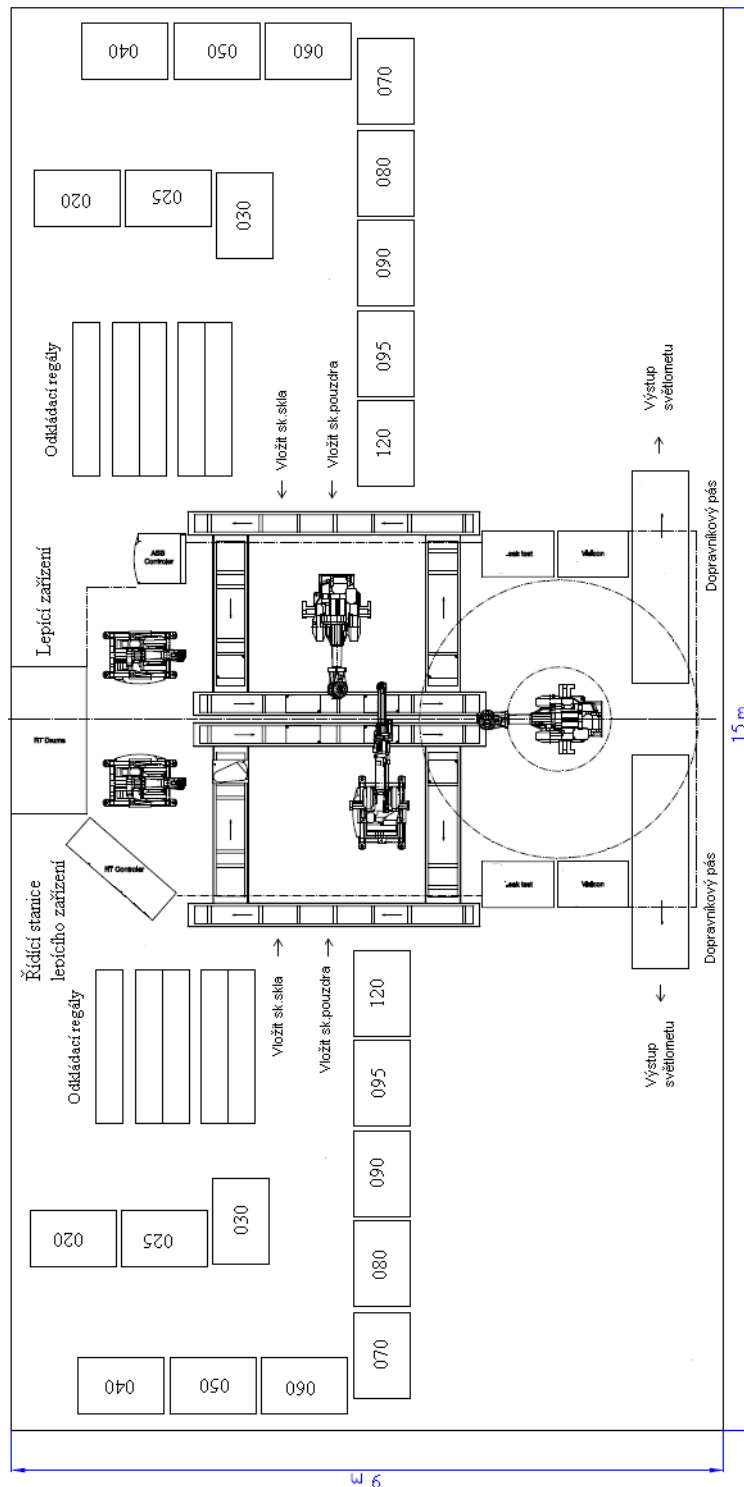 040
050
060
070
020
025
030
080
090
095
120
Odkládací regály
Vložit sk.skla
Vložit sk.pouzdra
Výstup
světlometu
Lepící zařízení
ABB
Controler
Leak test
Dopravníkový pás
15 m
RT Controler
Leak test
Dopravníkový pás
Řídící stanice
lepícího zařízení
Odkládací regály
Vložit sk.skla
Vložit sk.pouzdra
Výstup
světlometu
120
095
090
020
025
030
080
070
040
050
060
9 m